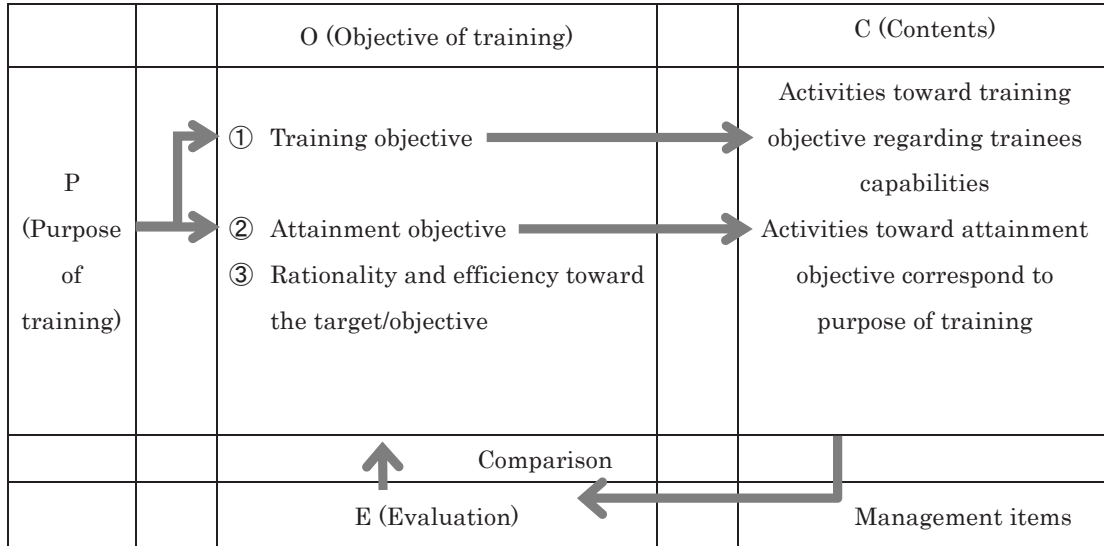 O (Objective of training)
C (Contents)
P
(Purpose
of
training)
① Training objective
② Attainment objective
③ Rationality and efficiency toward
the target/objective
Activities toward training
objective regarding trainees
capabilities
Activities toward attainment
objective correspond to
purpose of training
Comparison
E (Evaluation)
Management items